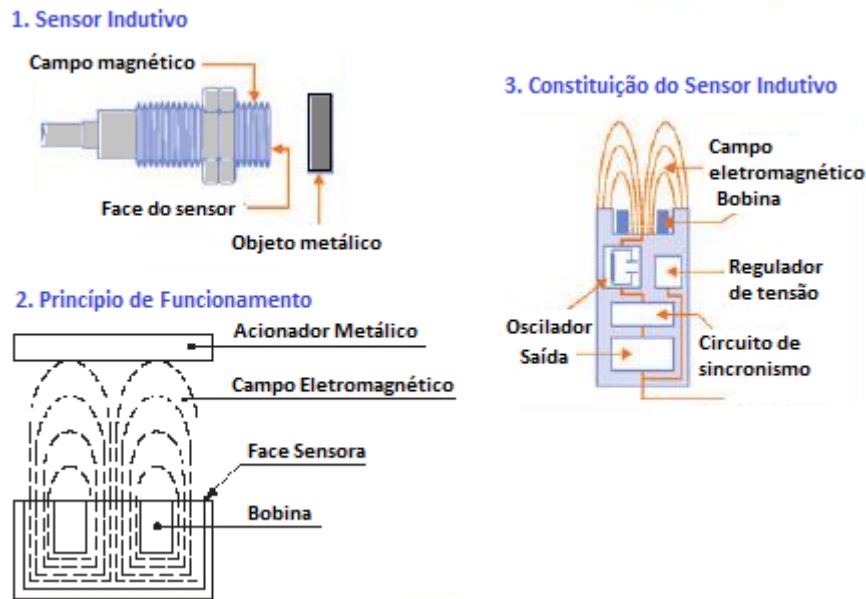 1. Sensor Indutivo
Campo magnético
Face do sensor
Objeto metálico
2. Princípio de Funcionamento
Acionador Metálico
Campo Eletromagnético
Face Sensora
Bobina
3. Constituição do Sensor Indutivo
Campo
eletromagnético
Bobina
Regulador
de tensão
Oscilador
Saída
Circuito de
sincronismo